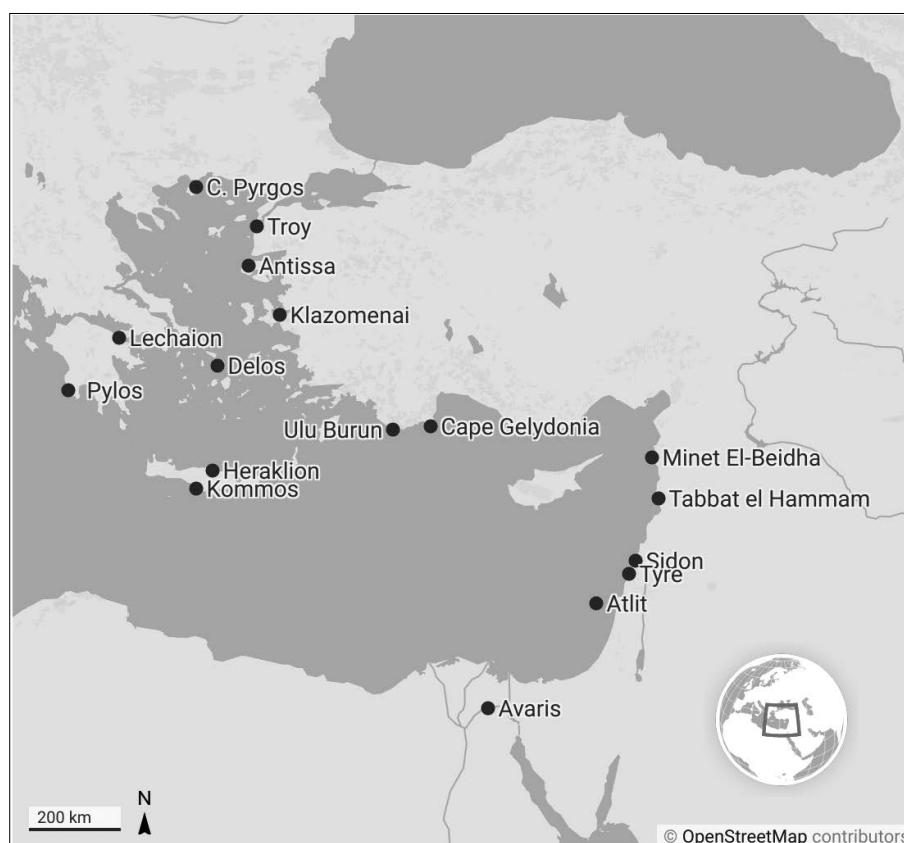 C. Pyrgos
Troy
Antissa
Klazomenai
Lechaion
Delos
Pylos
Ulu Burun
Cape Gelydonia
Minet El-Beidha
Heraklion
Kommos
Tabbat el Hammam
Sidon
Tyre
Atlit
Avaris
200 km
N
© OpenStreetMap contributors